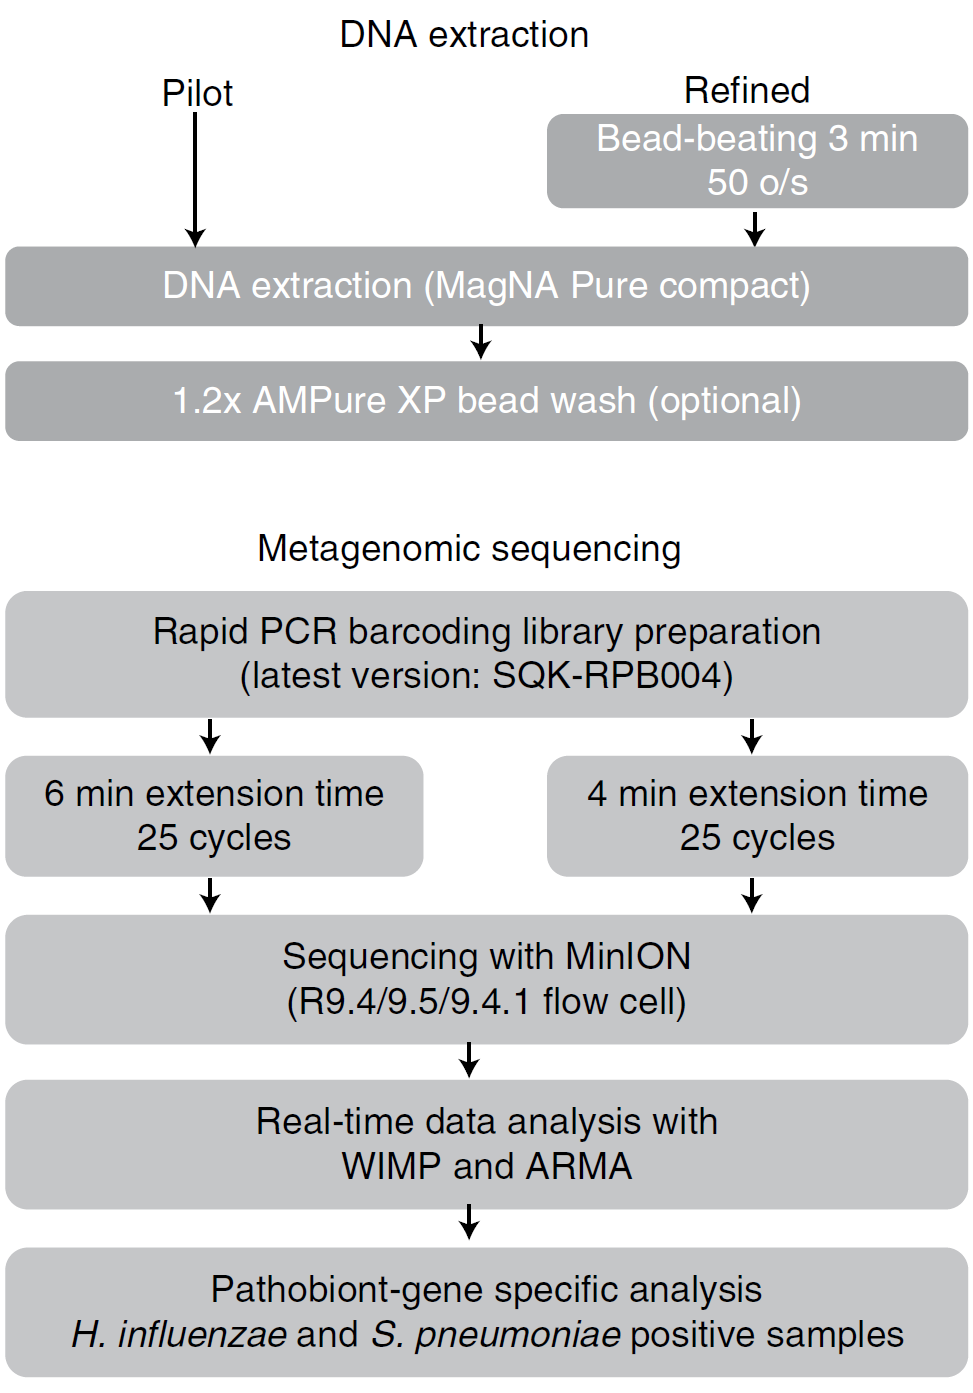 DNA extraction
Pilot
Refined
Bead-beating 3 min
50 o/s
DNA extraction (MagNA Pure compact)
1.2x AMPure XP bead wash (optional)
Metagenomic sequencing
Rapid PCR barcoding library preparation
(latest version: SQK-RPB004)
6 min extension time
25 cycles
4 min extension time
25 cycles
Sequencing with MinION
(R9.4/9.5/9.4.1 flow cell)
Real-time data analysis with
WIMP and ARMA
Pathobiont-gene specific analysis
H. influenzae and S. pneumoniae positive samples